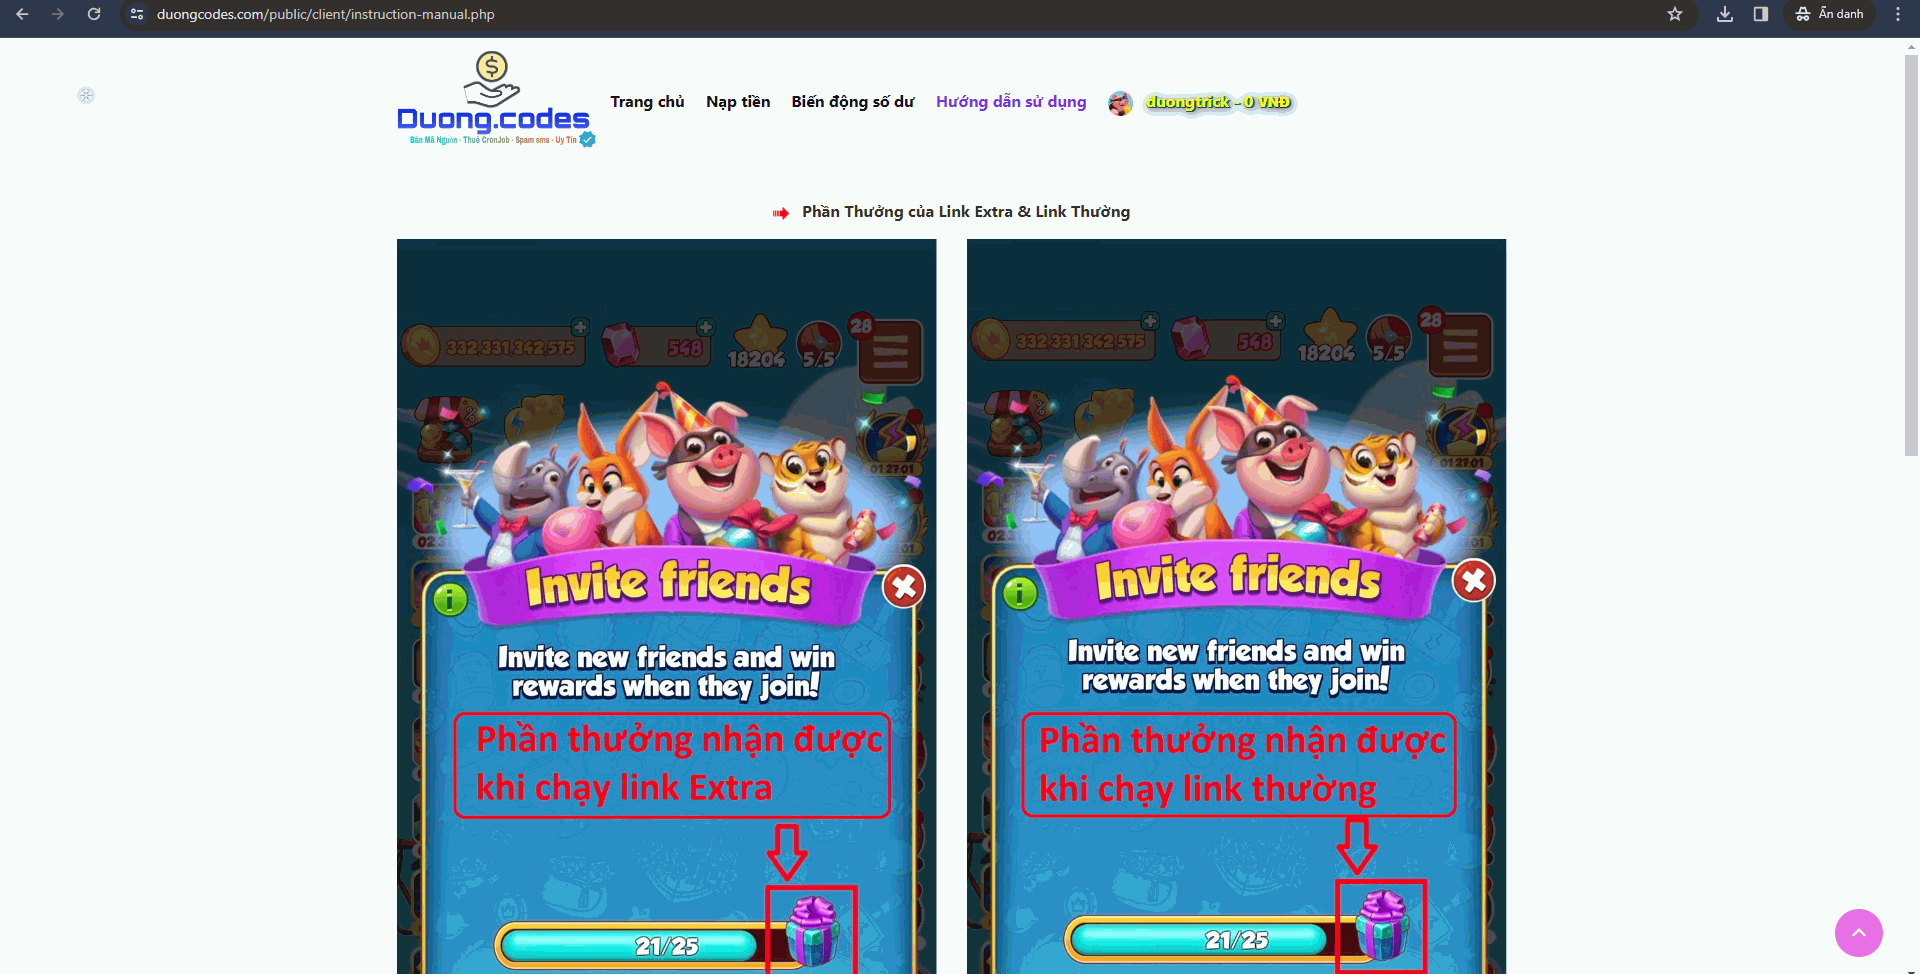 duongcodes.com/public/client/instruction-manual.php
Ẩn danh
$
Duong.codes
Bán Mã Nguồn - Thuê CronJob - Spam sms - Uy Tín
Trang chủ
Nạp tiền
Biến động số dư
Hướng dẫn sử dụng
duongtrick - 0 VNĐ
Phần Thưởng của Link Extra & Link Thường
332,331,342,575
548
18204
5/5
28
01:27:01
Invite friends
Invite new friends and win
rewards when they join!
Phần thưởng nhận được
khi chạy link Extra
21/25
332,331,342,575
548
18204
5/5
28
01:27:01
Invite friends
Invite new friends and win
rewards when they join!
Phần thưởng nhận được
khi chạy link thường
21/25